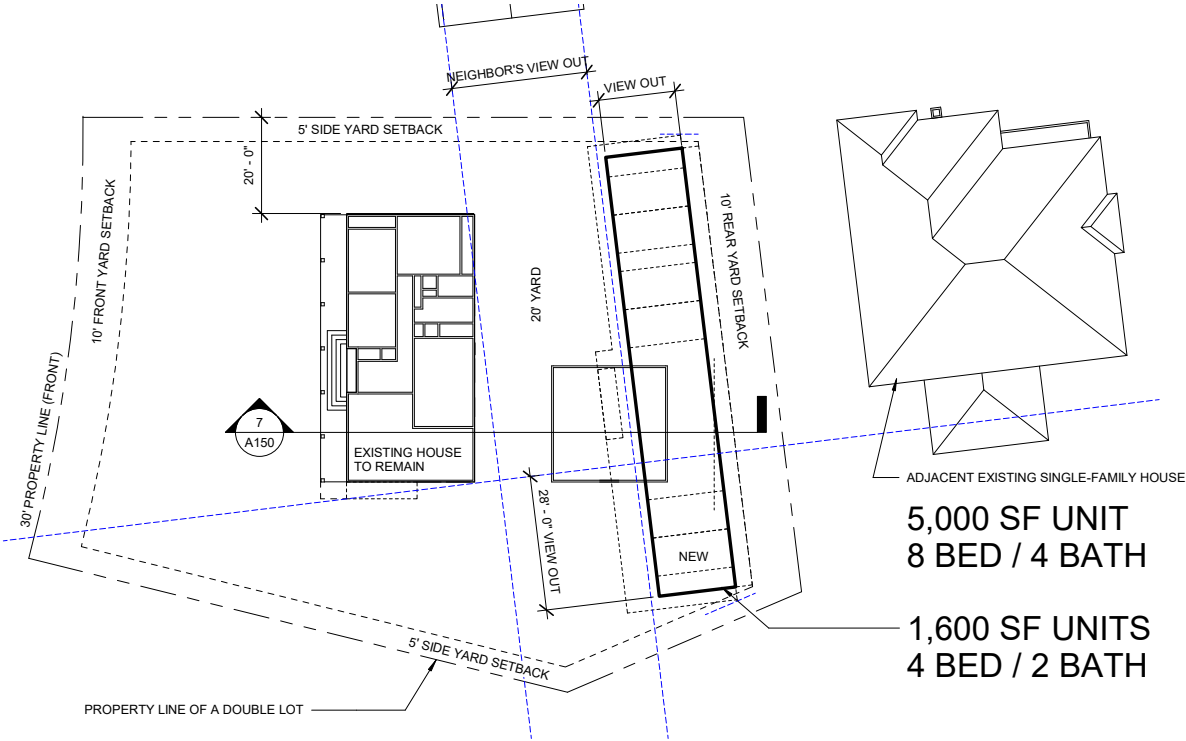 NEIGHBOR'S VIEW OUT
VIEW OUT
5' SIDE YARD SETBACK
20' - 0"
10' FRONT YARD SETBACK
10' REAR YARD SETBACK
20' YARD
30' PROPERTY LINE (FRONT)
7
A150
EXISTING HOUSE
TO REMAIN
28' - 0" VIEW OUT
NEW
ADJACENT EXISTING SINGLE-FAMILY HOUSE
5,000 SF UNIT
8 BED / 4 BATH
1,600 SF UNITS
4 BED / 2 BATH
5' SIDE YARD SETBACK
PROPERTY LINE OF A DOUBLE LOT